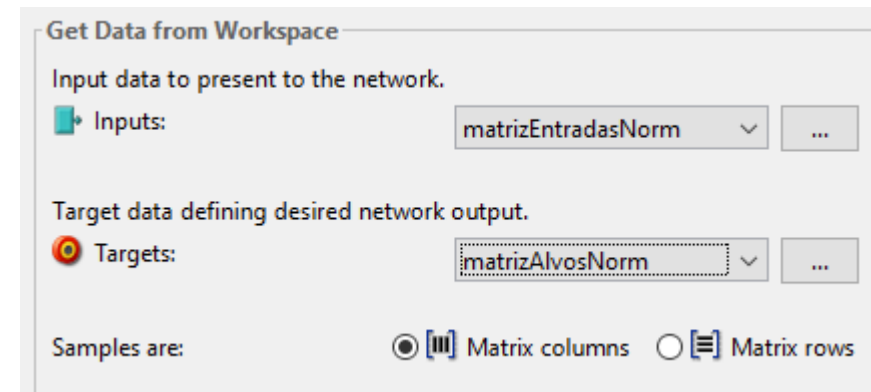 Get Data from Workspace
Input data to present to the network.
Inputs: matrizEntradasNorm ...
Target data defining desired network output.
Targets: matrizAlvosNorm ...
Samples are: Matrix columns Matrix rows